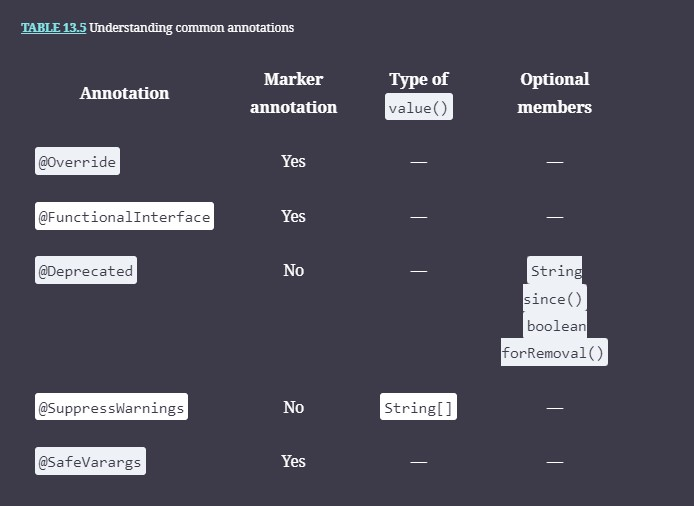 TABLE 13.5 Understanding common annotations
Annotation Marker annotation Type of value() Optional members
@Override Yes — —
@FunctionalInterface Yes — —
@Deprecated No — String
since()
boolean
forRemoval()
@SuppressWarnings No String[] —
@SafeVarargs Yes — —